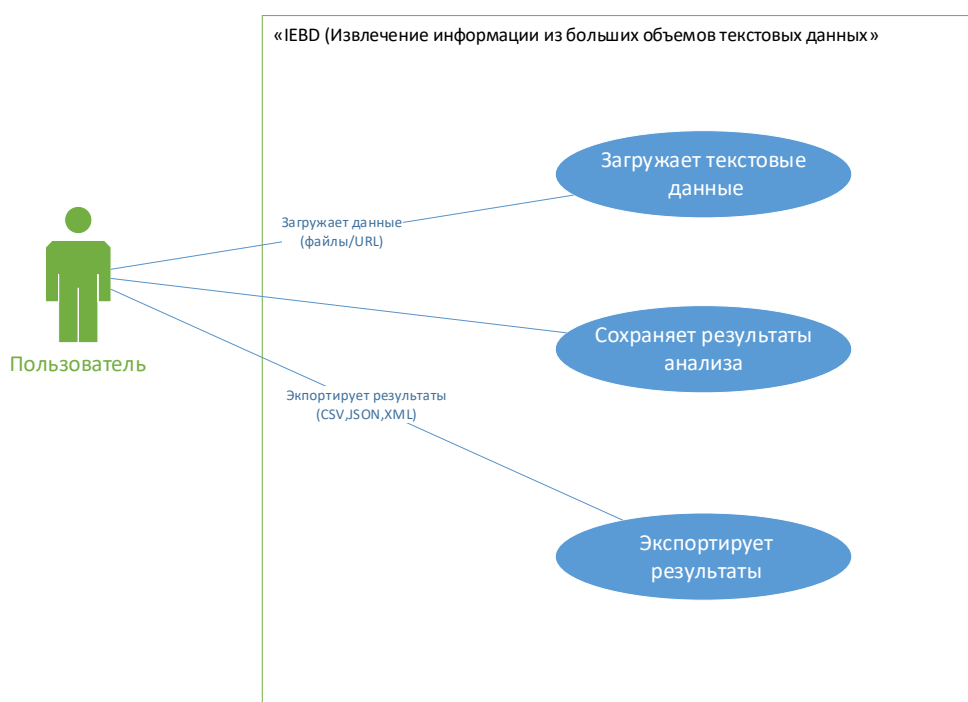 «IEBD (Извлечение информации из больших объемов текстовых данных»
Загружает текстовые
данные
Загружает данные
(файлы/URL)
Пользователь
Сохраняет результаты
анализа
Экпортирует результаты
(CSV,JSON,XML)
Экспортирует
результаты